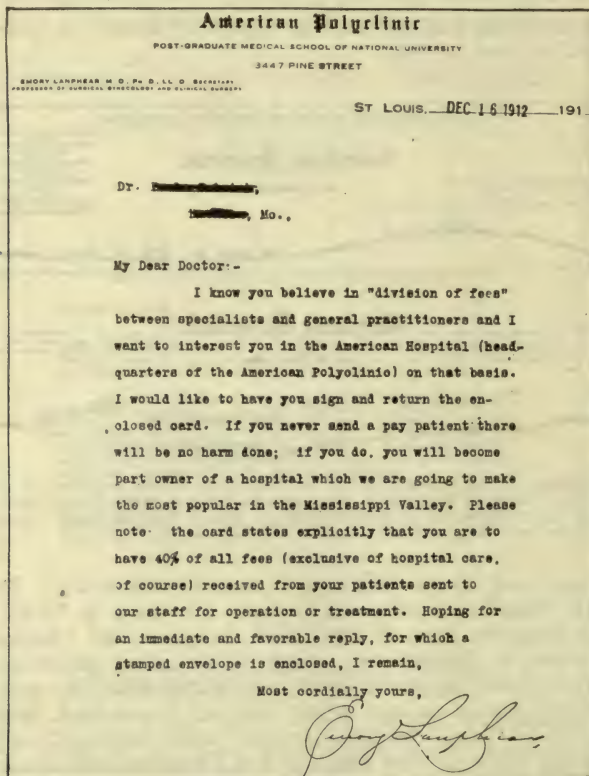 American Polyclinic
POST-GRADUATE MEDICAL SCHOOL OF NATIONAL UNIVERSITY
3447 PINE STREET
EMORY LANPHEAR M D, PH D, LL D SECRETARY
PROFESSOR OF SURGICAL GYNECOLOGY AND CLINICAL SURGERY
ST LOUIS, DEC 16 1912 191
Dr.
Mo.,
My Dear Doctor:-
I know you believe in "division of fees"
between specialists and general practitioners and I
want to interest you in the American Hospital (head-
quarters of the American Polyclinic) on that basis.
I would like to have you sign and return the en-
closed card. If you never send a pay patient there
will be no harm done; if you do, you will become
part owner of a hospital which we are going to make
the most popular in the Mississippi Valley. Please
note the card states explicitly that you are to
have 40% of all fees (exclusive of hospital care,
of course) received from your patients sent to
our staff for operation or treatment. Hoping for
an immediate and favorable reply, for which a
stamped envelope is enclosed, I remain,
Most cordially yours,
Emory Lanphear